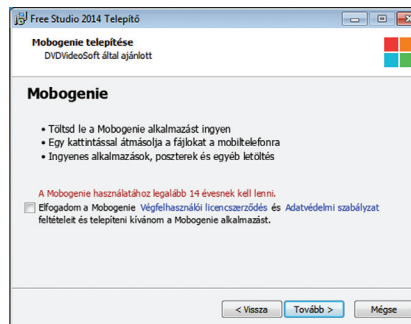 Free Studio 2014 Telepítő
Mobogenie telepítése
DVDVideoSoft által ajánlott
Mobogenie
• Töltsd le a Mobogenie alkalmazást ingyen
• Egy kattintással átmásolja a fájlokat a mobiltelefonra
• Ingyenes alkalmazások, poszterek és egyéb letöltés
A Mobogenie használatához legalább 14 évesnek kell lenni.
Elfogadom a Mobogenie Végfelhasználói licencszerződés és Adatvédelmi szabályzat
feltételeit és telepíteni kívánom a Mobogenie alkalmazást.
< Vissza Tovább > Mégse